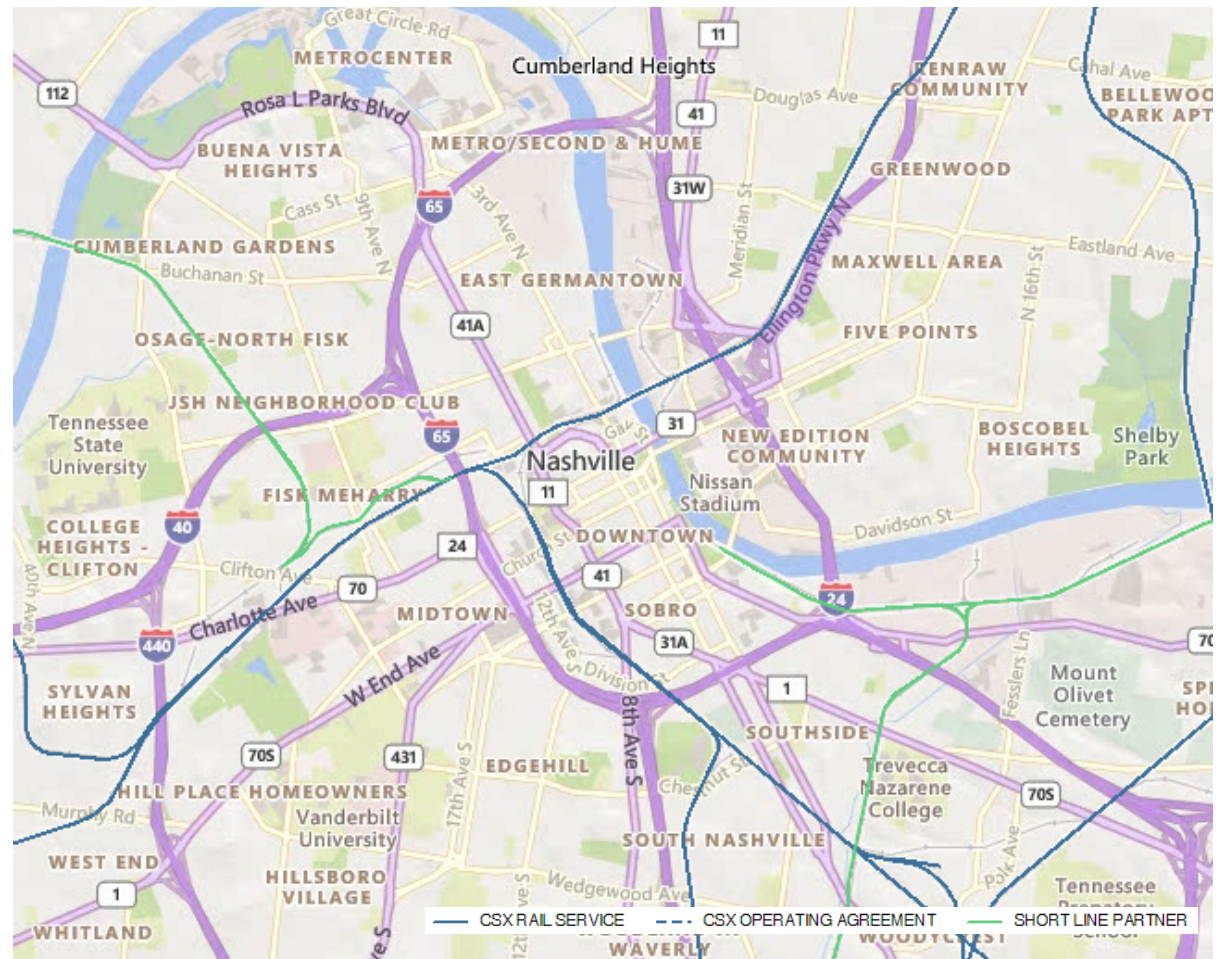 Great Circle Rd
METROCENTER
11
Cumberland Heights
RENRAW
COMMUNITY
Cahal Ave
112
Rosa L Parks Blvd
41
Douglas Ave
BELLEWOO
PARK APT
BUENA VISTA
HEIGHTS
METRO/SECOND & HUME
GREENWOOD
65
Cass St
9th Ave N
3rd Ave N
31W
Meridian St
Ellington Pkwy N
CUMBERLAND GARDENS
Buchanan St
EAST GERMANTOWN
MAXWELL AREA
N 16th St
Eastland Ave
OSAGE-NORTH FISK
41A
FIVE POINTS
JSH NEIGHBORHOOD CLUB
Tennessee
State
University
65
31
NEW EDITION
COMMUNITY
BOSCOBEL
HEIGHTS
Shelby
Park
Nashville
FISK MEHARRY
11
Nissan
Stadium
40
COLLEGE
HEIGHTS -
CLIFTON
24
Church St
DOWNTOWN
Davidson St
40th Ave N
Clifton Ave
70
41
24
Charlotte Ave
MIDTOWN
12th Ave S
SOBRO
440
31A
Fesslers Ln
70
W End Ave
Division St
1
Mount
Olivet
Cemetery
SYLVAN
HEIGHTS
8th Ave S
SOUTHSIDE
70S
431
17th Ave S
EDGEHILL
Chestnut St
Trevecca
Nazarene
College
70S
HILL PLACE HOMEOWNERS
Murphy Rd
Vanderbilt
University
SOUTH NASHVILLE
WEST END
1
HILLSBORO
VILLAGE
Wedgewood Ave
Polk Ave
Tennessee
CSX RAIL SERVICE
CSX OPERATING AGREEMENT
SHORT LINE PARTNER
WHITLAND
WAVERLY